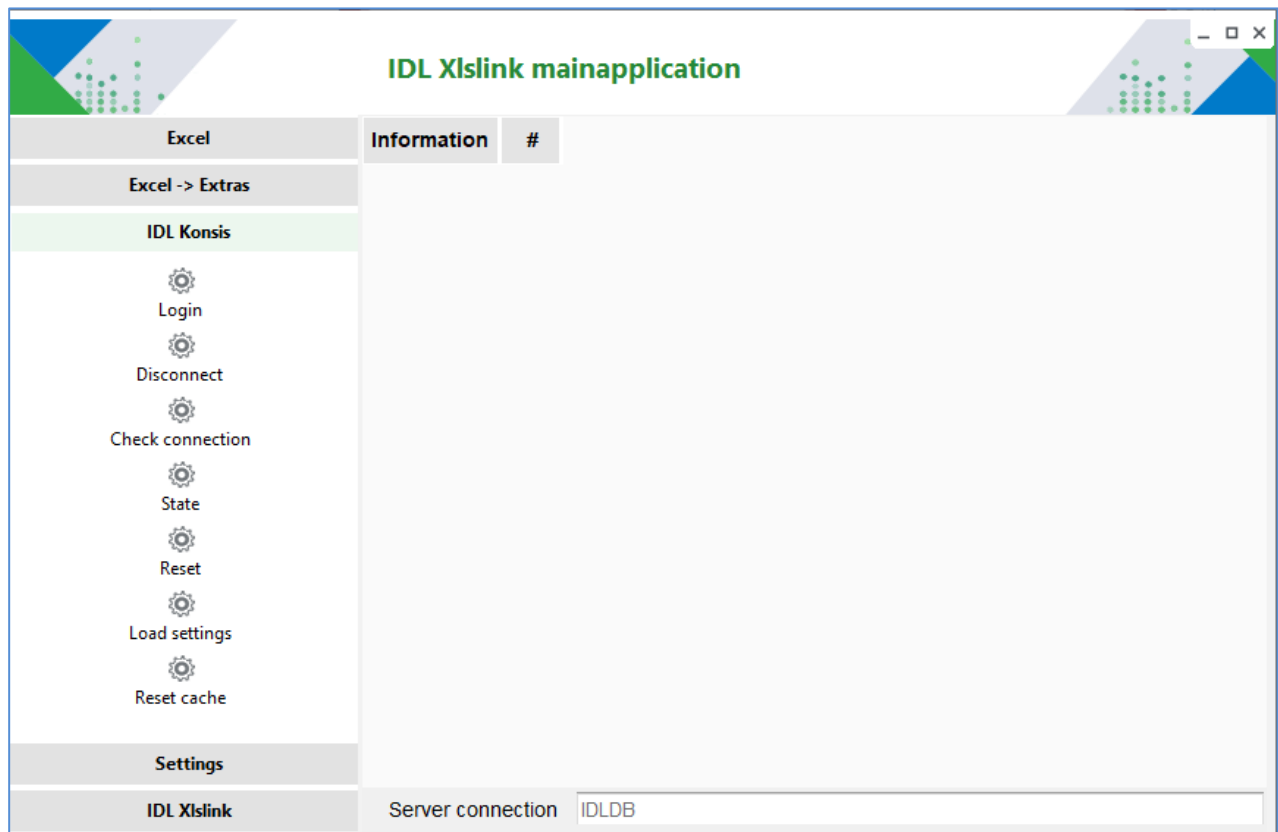 IDL Xlslink mainapplication
Excel
Information #
Excel -> Extras
IDL Konsis
Login
Disconnect
Check connection
State
Reset
Load settings
Reset cache
Settings
IDL Xlslink
Server connection IDLDB